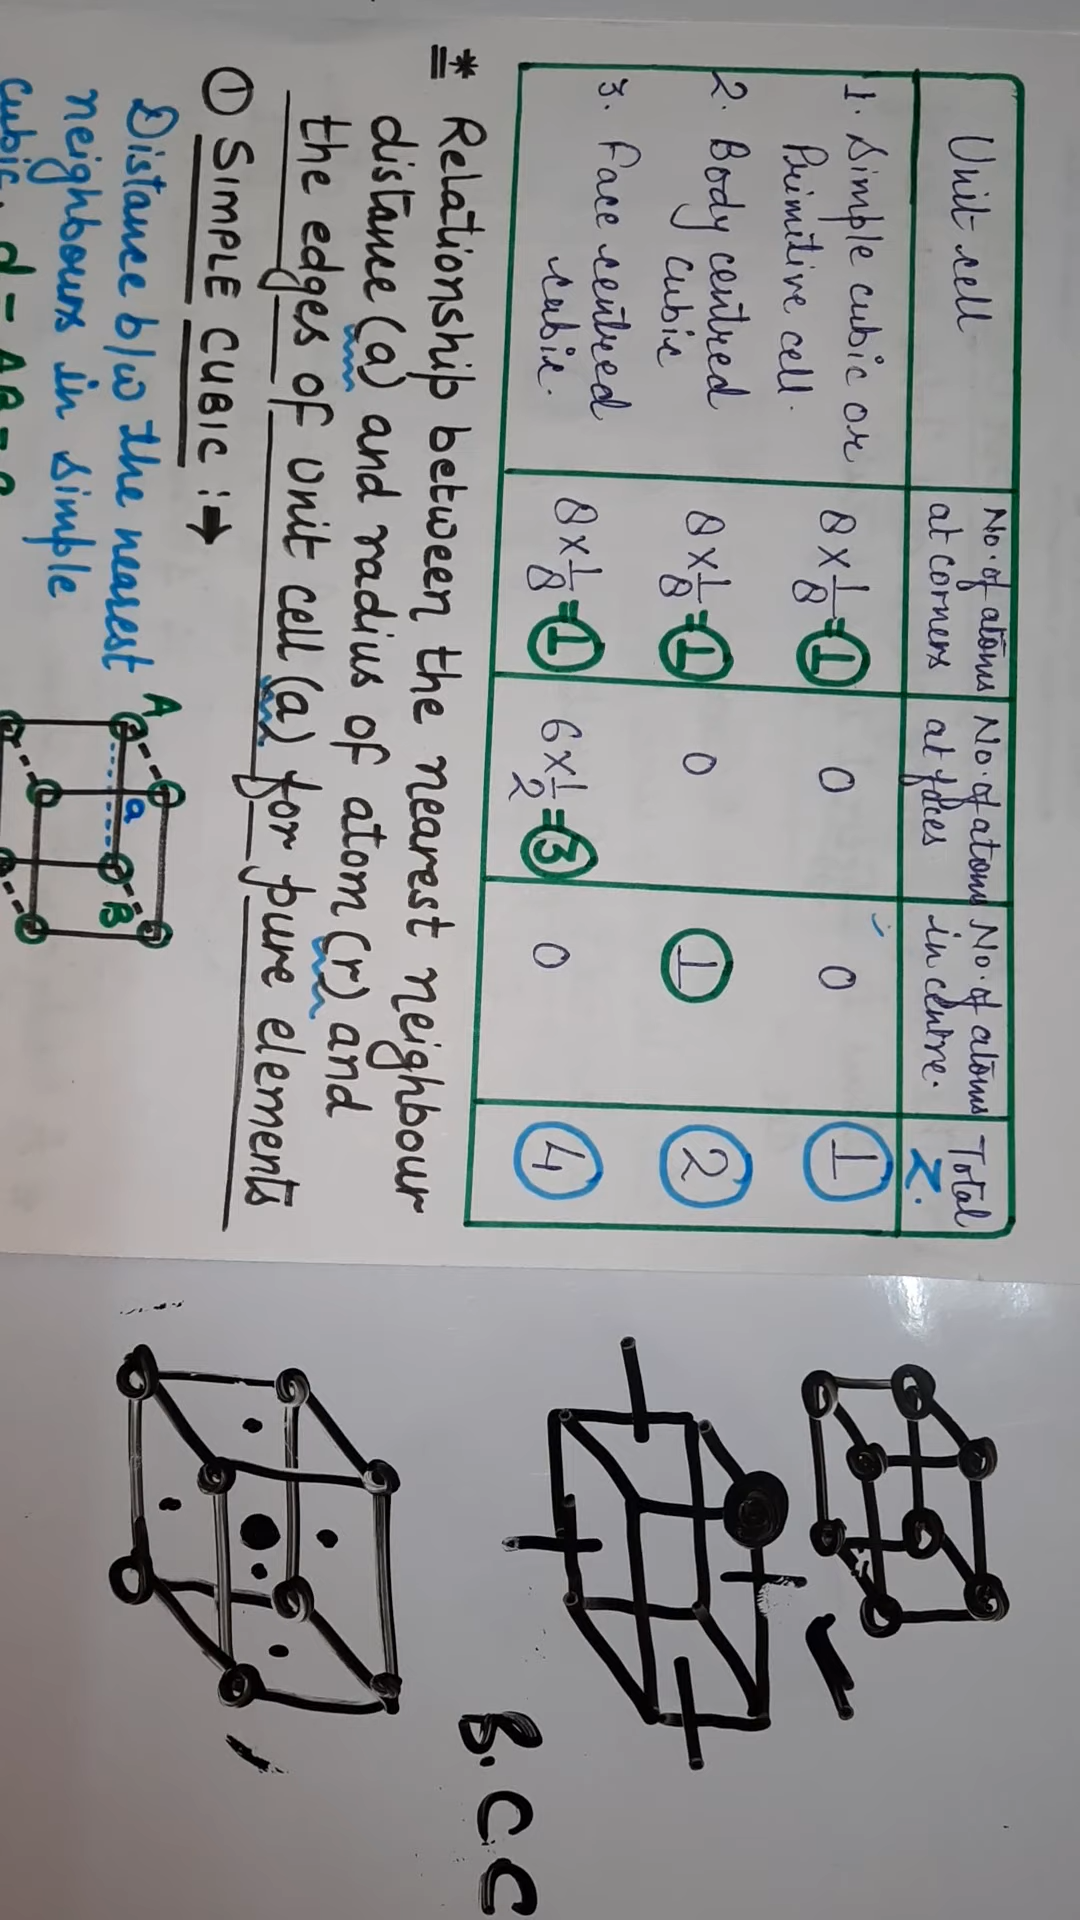 Unit cell
No. of atoms at corners
No. of atoms at faces
No. of atoms in centre.
Total Z.
1. Simple cubic or
Primitive cell.
8 × 1/8 = 1
0
0
1
2. Body centred
cubic
8 × 1/8 = 1
0
1
2
3. Face centred
cubic.
8 × 1/8 = 1
6 × 1/2 = 3
0
4
* Relationship between the nearest neighbour
distane (a) and radius of atom (r) and
the edges of unit cell (a) for pure elements
① SIMPLE CUBIC :→
Distance b/w the nearest
neighbours in simple
cubic, d = AB = a
A
a
B
B.C.C